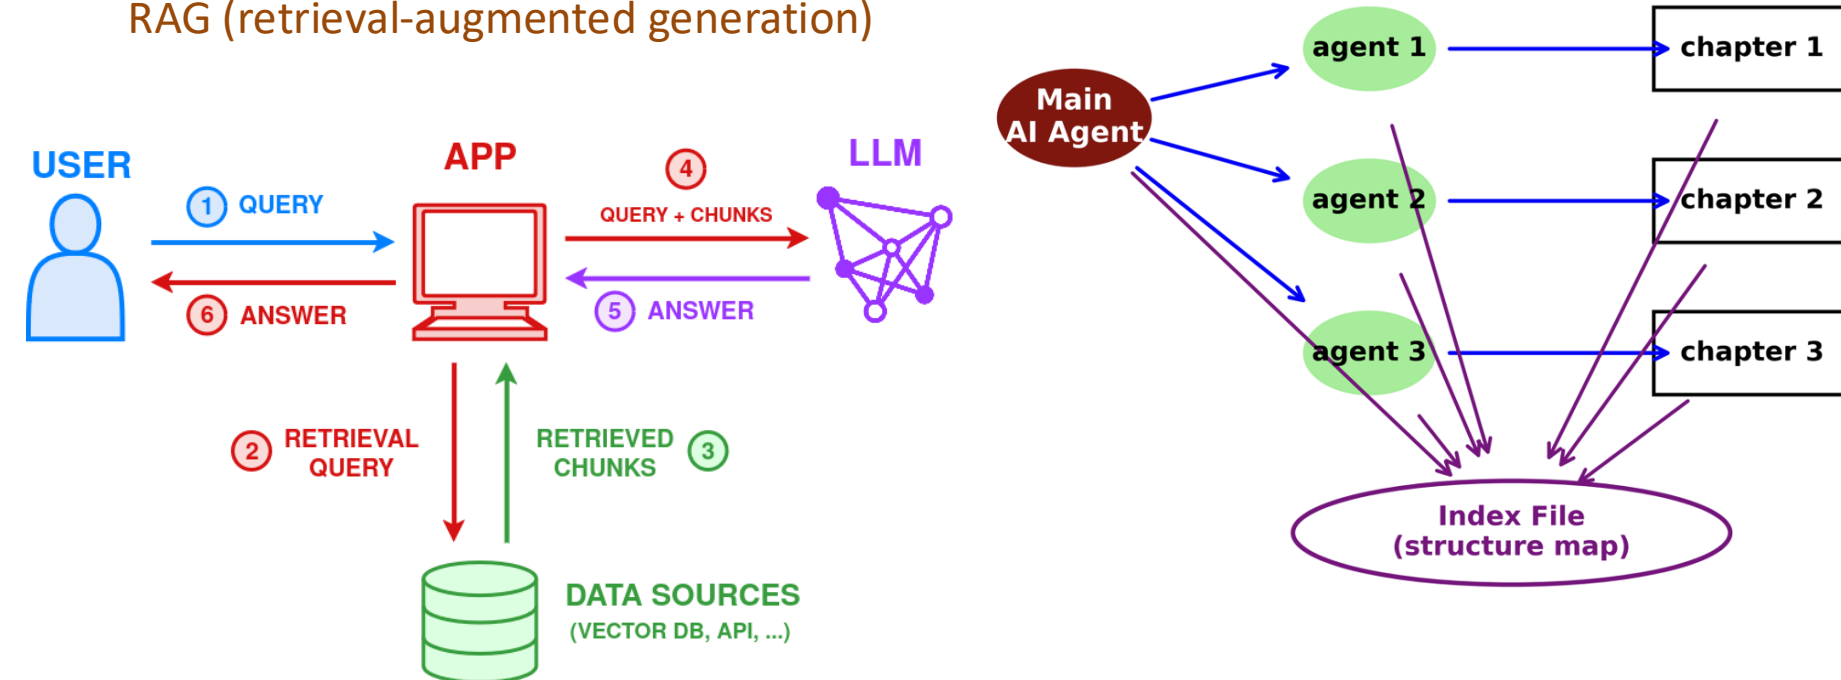 RAG (retrieval-augmented generation)
USER
1 QUERY
6 ANSWER
APP
4
QUERY + CHUNKS
5 ANSWER
LLM
2 RETRIEVAL
QUERY
RETRIEVED 3
CHUNKS
DATA SOURCES
(VECTOR DB, API, ...)
Main
AI Agent
agent 1
chapter 1
agent 2
chapter 2
agent 3
chapter 3
Index File
(structure map)